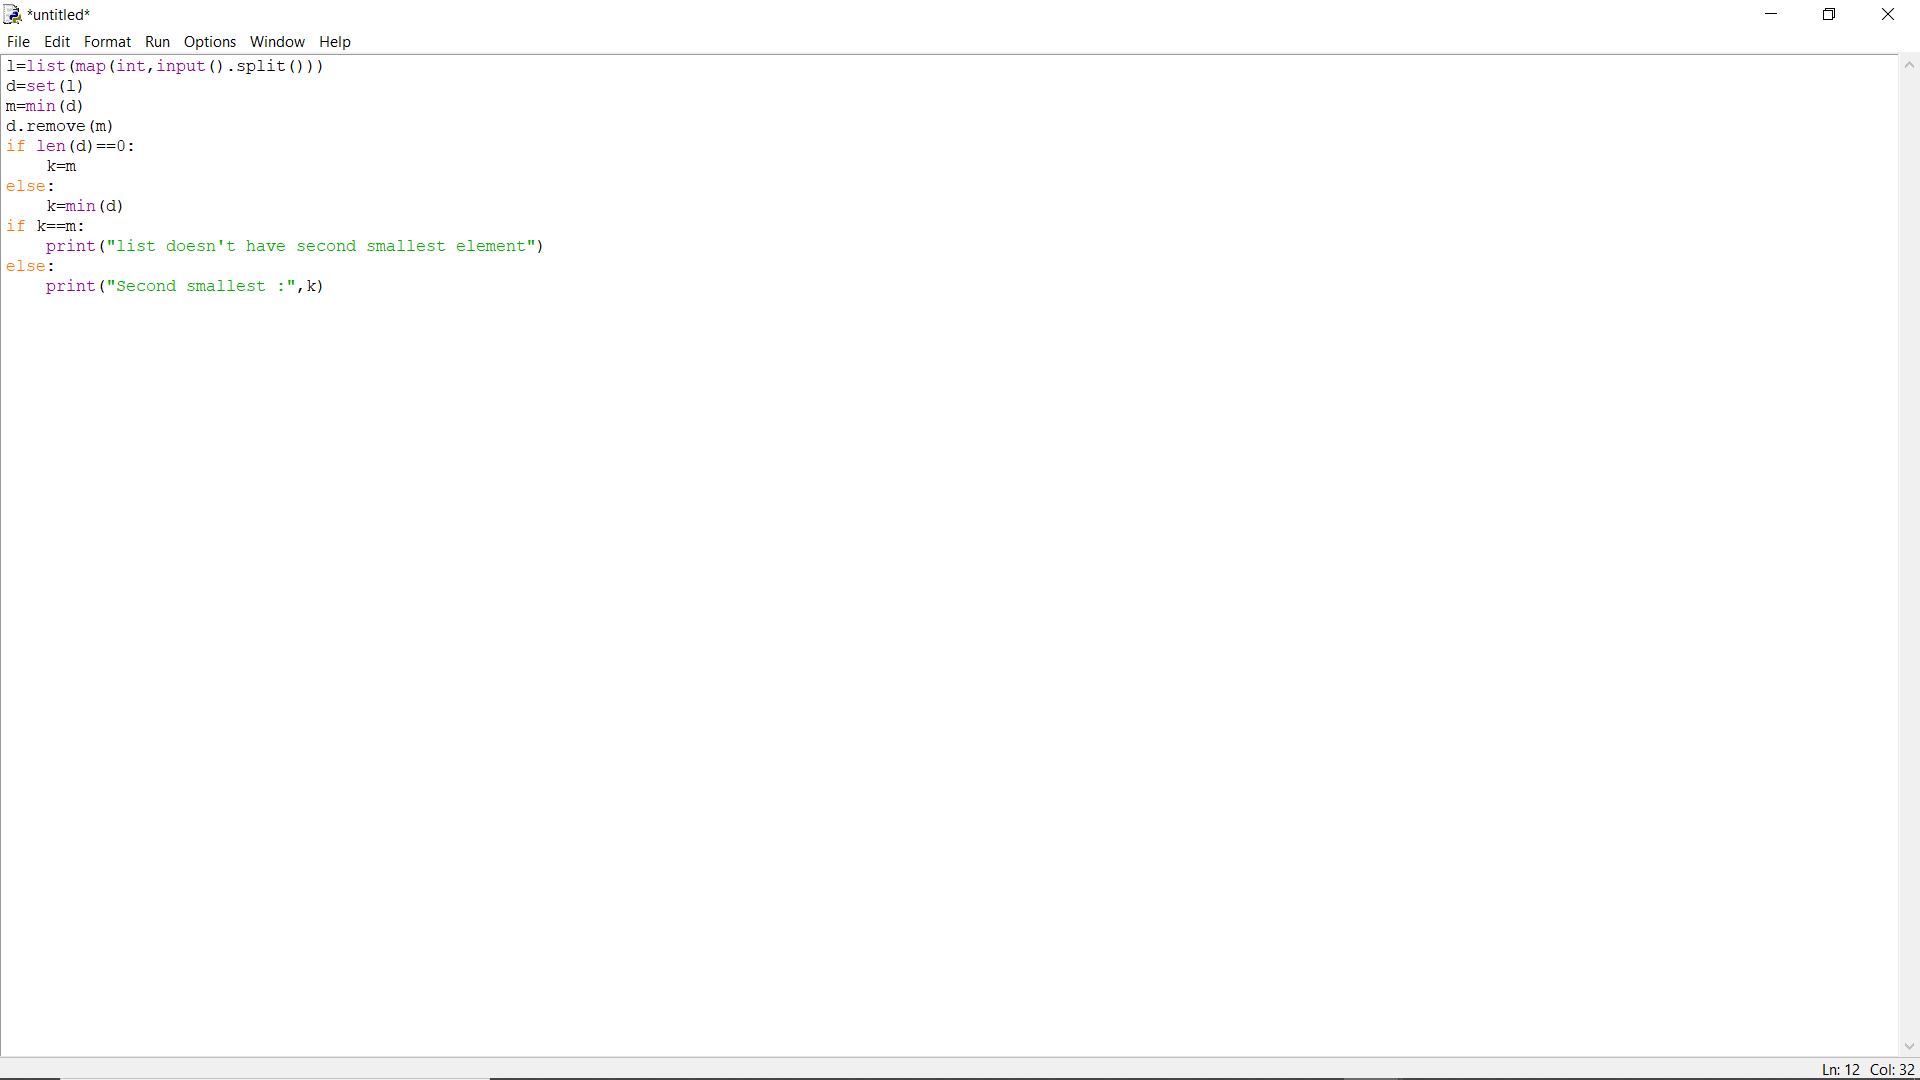 *untitled*
File Edit Format Run Options Window Help
l=list(map(int,input().split()))
d=set(l)
m=min(d)
d.remove(m)
if len(d)==0:
    k=m
else:
    k=min(d)
if k==m:
    print("list doesn't have second smallest element")
else:
    print("Second smallest :",k)
Ln: 12 Col: 32